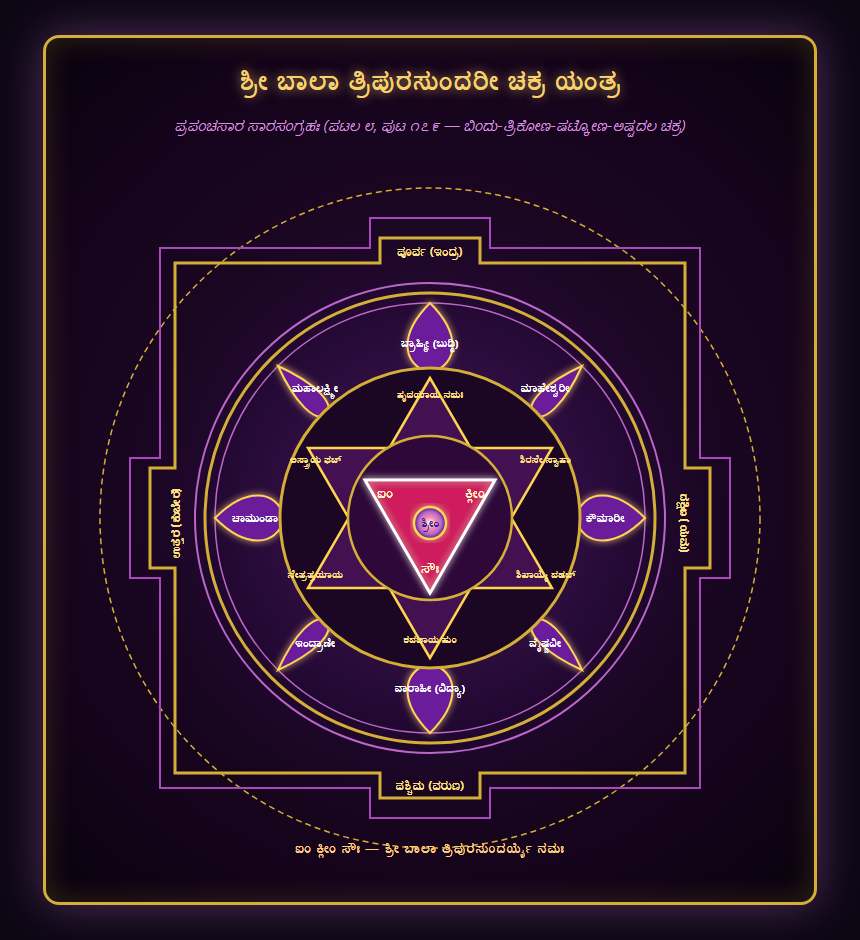 ಶ್ರೀ ಬಾಲಾ ತ್ರಿಪುರಸುಂದರೀ ಚಕ್ರ ಯಂತ್ರ
ಪ್ರಪಂಚಸಾರ ಸಾರಸಂಗ್ರಹಃ (ಪಟಲ ೮, ಪುಟ ೧೭೯ — ಬಿಂದು-ತ್ರಿಕೋಣ-ಷಟ್ಕೋಣ-ಅಷ್ಟದಲ ಚಕ್ರ)
ಪೂರ್ವ (ಇಂದ್ರ)
ಬ್ರಾಹ್ಮೀ (ಬುದ್ಧಿ)
ಮಹಾಲಕ್ಷ್ಮೀ
ಹೃದಯಾಯ ನಮಃ
ಮಾಹೇಶ್ವರೀ
ಅಸ್ತ್ರಾಯ ಫಟ್
ಶಿರಸೇ ಸ್ವಾಹಾ
ಐಂ
ಕ್ಲೀಂ
ಉತ್ತರ (ಕುಬೇರ)
ಚಾಮುಂಡಾ
ಶ್ರೀಂ
ಕೌಮಾರೀ
ದಕ್ಷಿಣ (ಯಮ)
ಸೌಃ
ನೇತ್ರತ್ರಯಾಯ
ಶಿಖಾಯೈ ವಷಟ್
ಇಂದ್ರಾಣೀ
ಕವಚಾಯ ಹುಂ
ವೈಷ್ಣವೀ
ವಾರಾಹೀ (ವಿದ್ಯಾ)
ಪಶ್ಚಿಮ (ವರುಣ)
ಐಂ ಕ್ಲೀಂ ಸೌಃ — ಶ್ರೀ ಬಾಲಾ ತ್ರಿಪುರಸುಂದರ್ಯೈ ನಮಃ